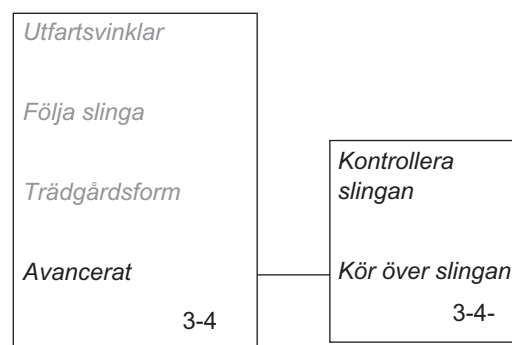 Utfartsvinklar
Följa slinga
Trädgårdsform
Avancerat
3-4
Kontrollera
slingan
Kör över slingan
3-4-